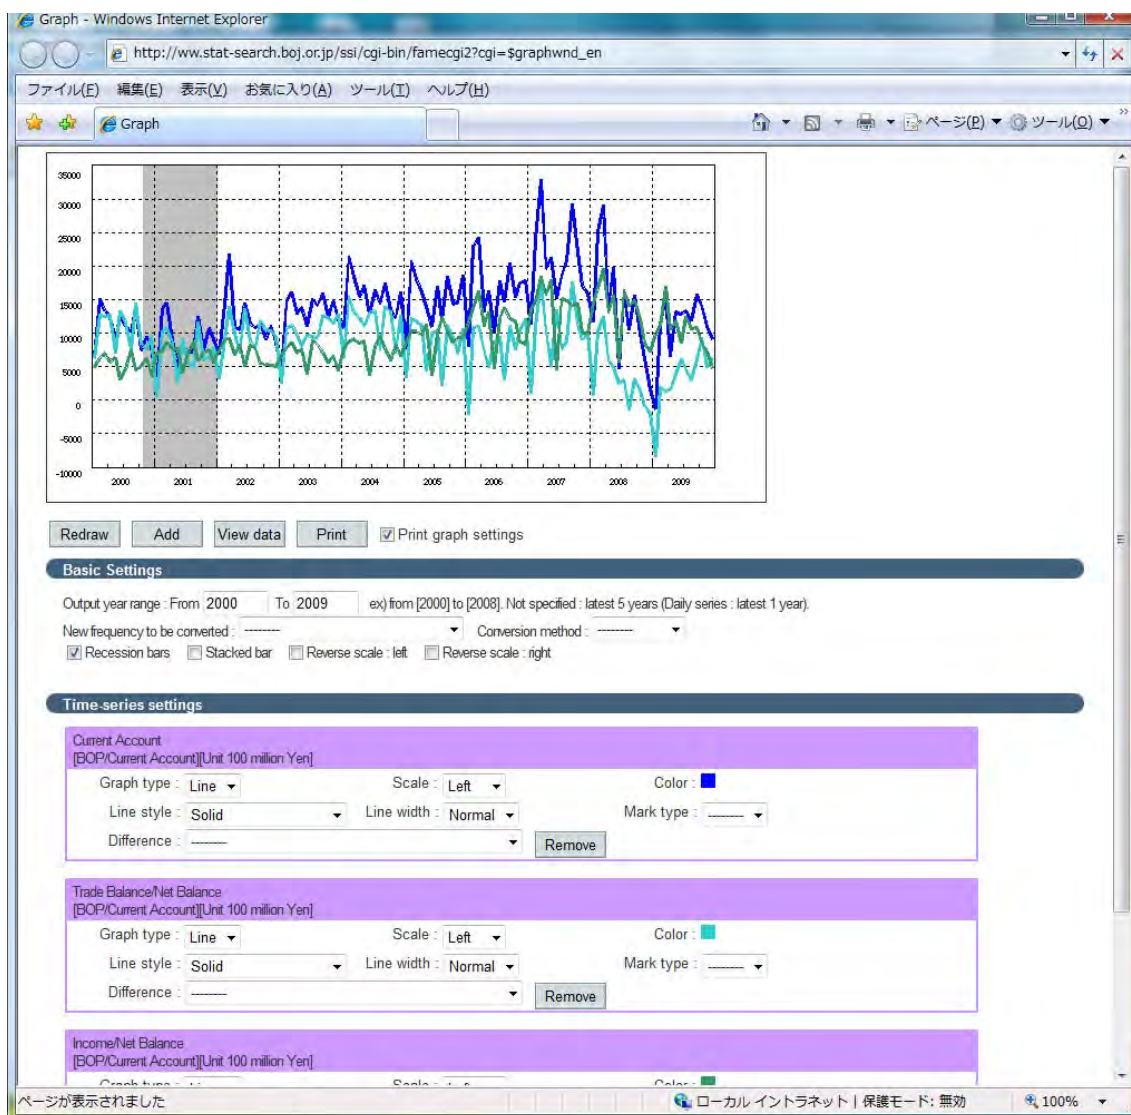 Graph - Windows Internet Explorer
http://ww.stat-search.boj.or.jp/ssi/cgi-bin/famecgi2?cgi=$graphwnd_en
ファイル(F) 編集(E) 表示(V) お気に入り(A) ツール(T) ヘルプ(H)
Graph
ページ(P) ツール(O)
35000
30000
25000
20000
15000
10000
5000
0
-5000
-10000
2000 2001 2002 2003 2004 2005 2006 2007 2008 2009
Redraw Add View data Print Print graph settings
Basic Settings
Output year range : From 2000 To 2009 ex) from [2000] to [2008]. Not specified : latest 5 years (Daily series : latest 1 year).
New frequency to be converted : -------- Conversion method : --------
Recession bars Stacked bar Reverse scale : left Reverse scale : right
Time-series settings
Current Account
[BOP/Current Account][Unit 100 million Yen]
Graph type : Line Scale : Left Color :
Line style : Solid Line width : Normal Mark type : --------
Difference : -------- Remove
Trade Balance/Net Balance
[BOP/Current Account][Unit 100 million Yen]
Graph type : Line Scale : Left Color :
Line style : Solid Line width : Normal Mark type : --------
Difference : -------- Remove
Income/Net Balance
[BOP/Current Account][Unit 100 million Yen]
ページが表示されました ローカル イントラネット | 保護モード: 無効 100%